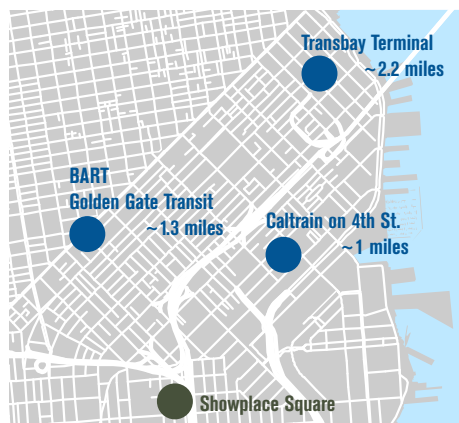 Transbay Terminal
~2.2 miles
BART
Golden Gate Transit
~1.3 miles
Caltrain on 4th St.
~1 miles
Showplace Square